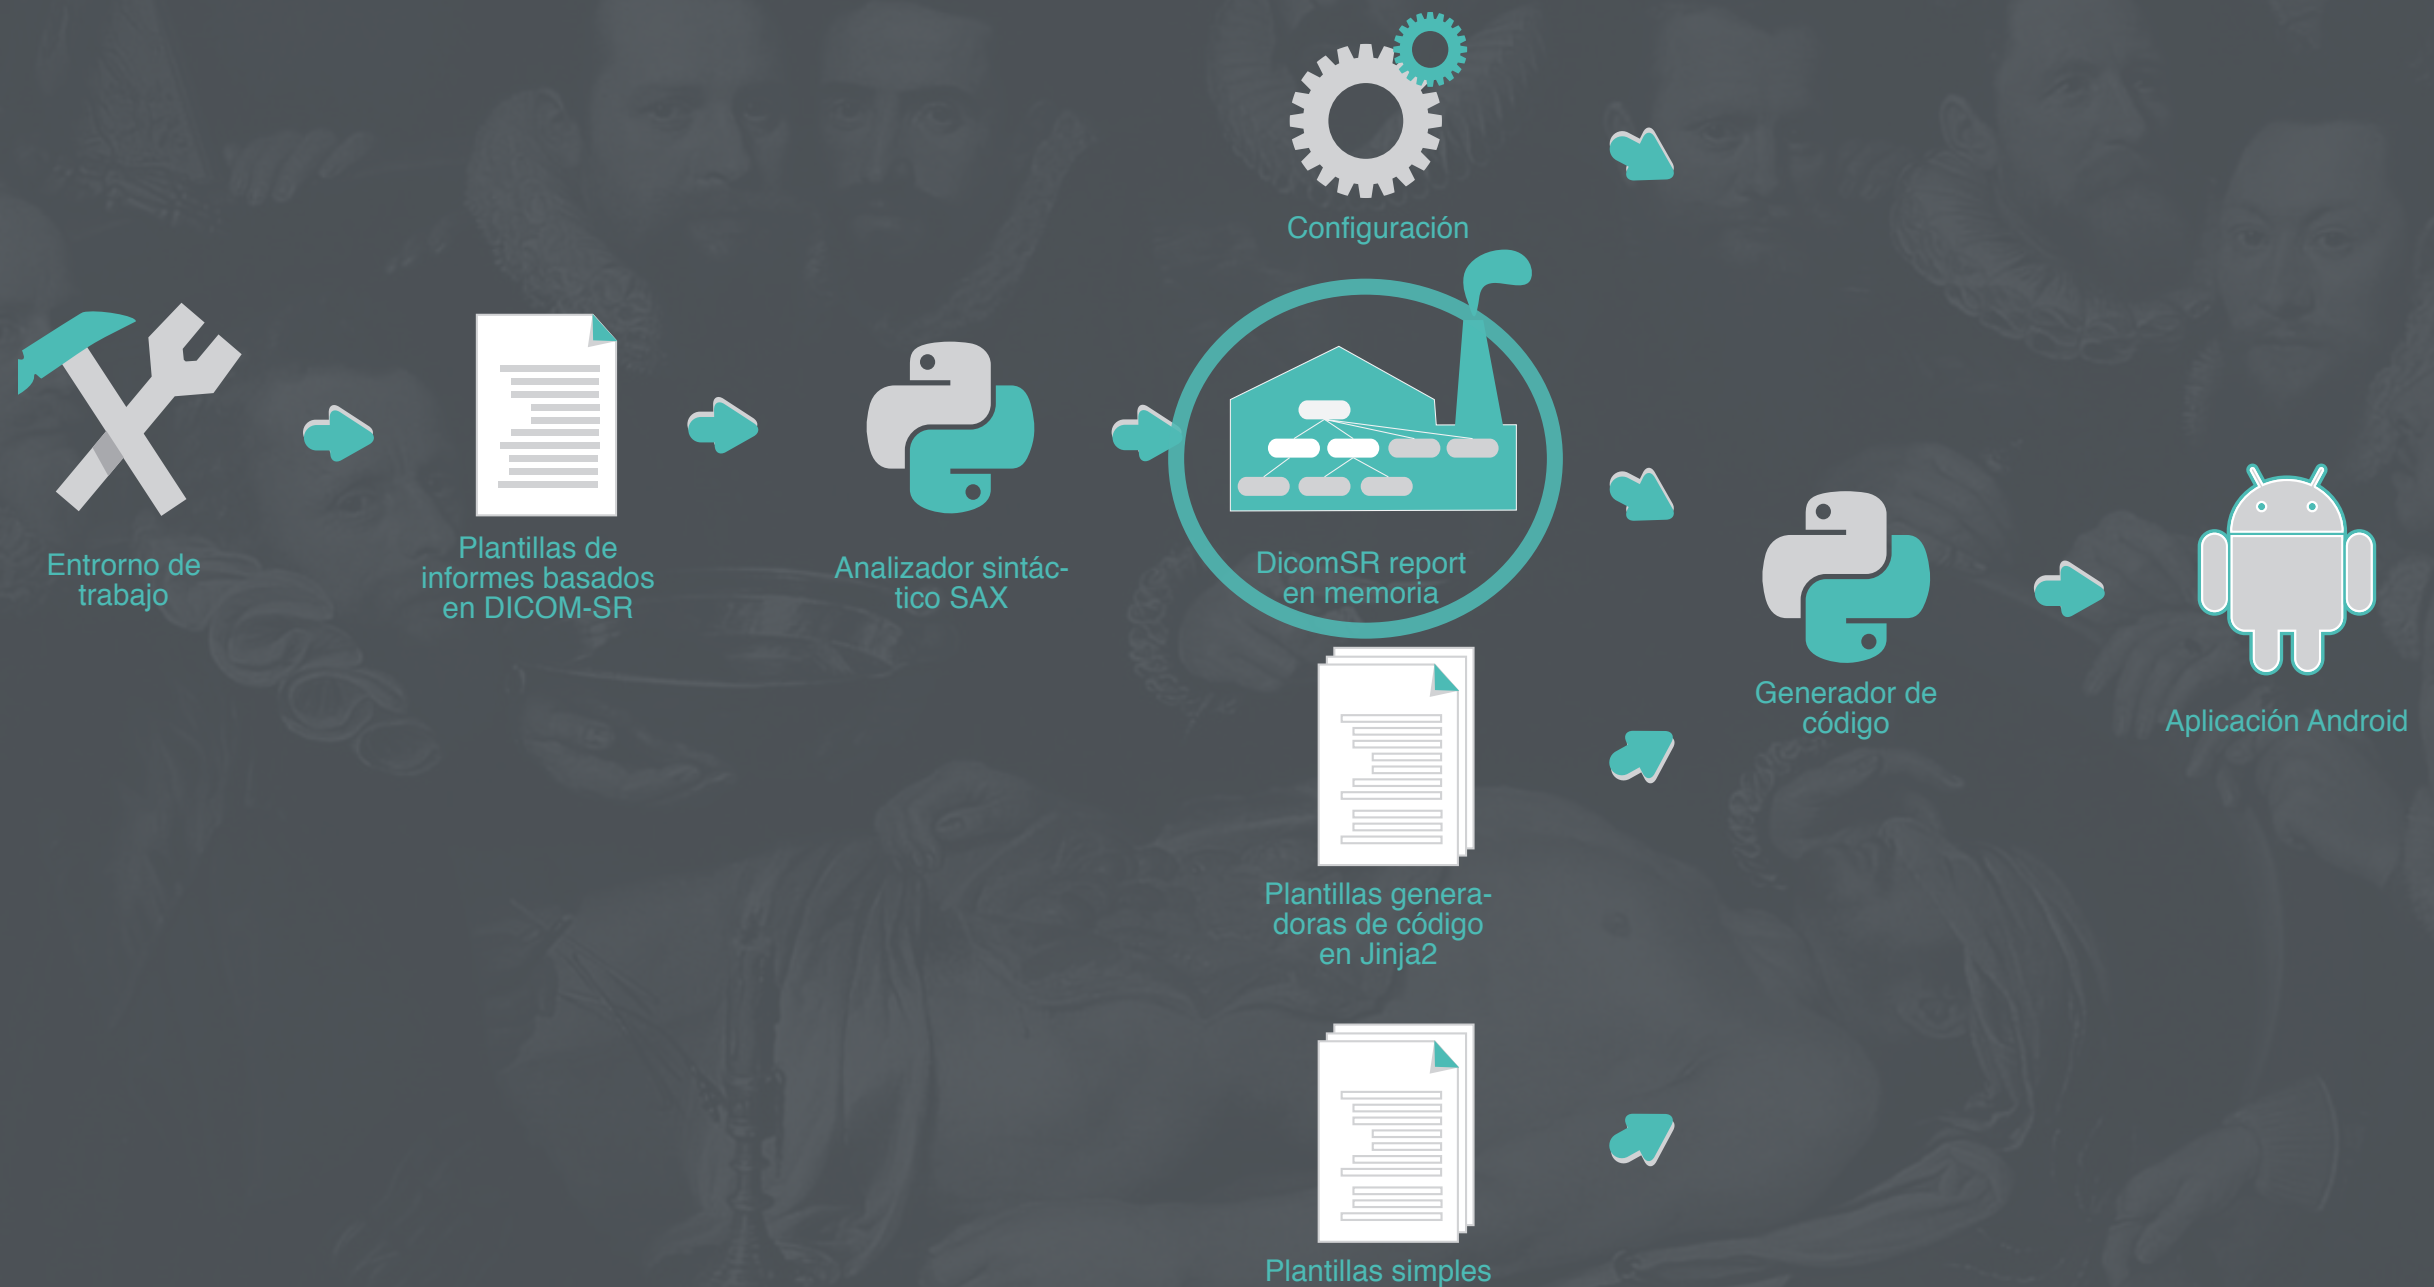 Configuración
Entrorno de
trabajo
Plantillas de
informes basados
en DICOM-SR
Analizador sintác-
tico SAX
DicomSR report
en memoria
Generador de
código
Aplicación Android
Plantillas genera-
doras de código
en Jinja2
Plantillas simples